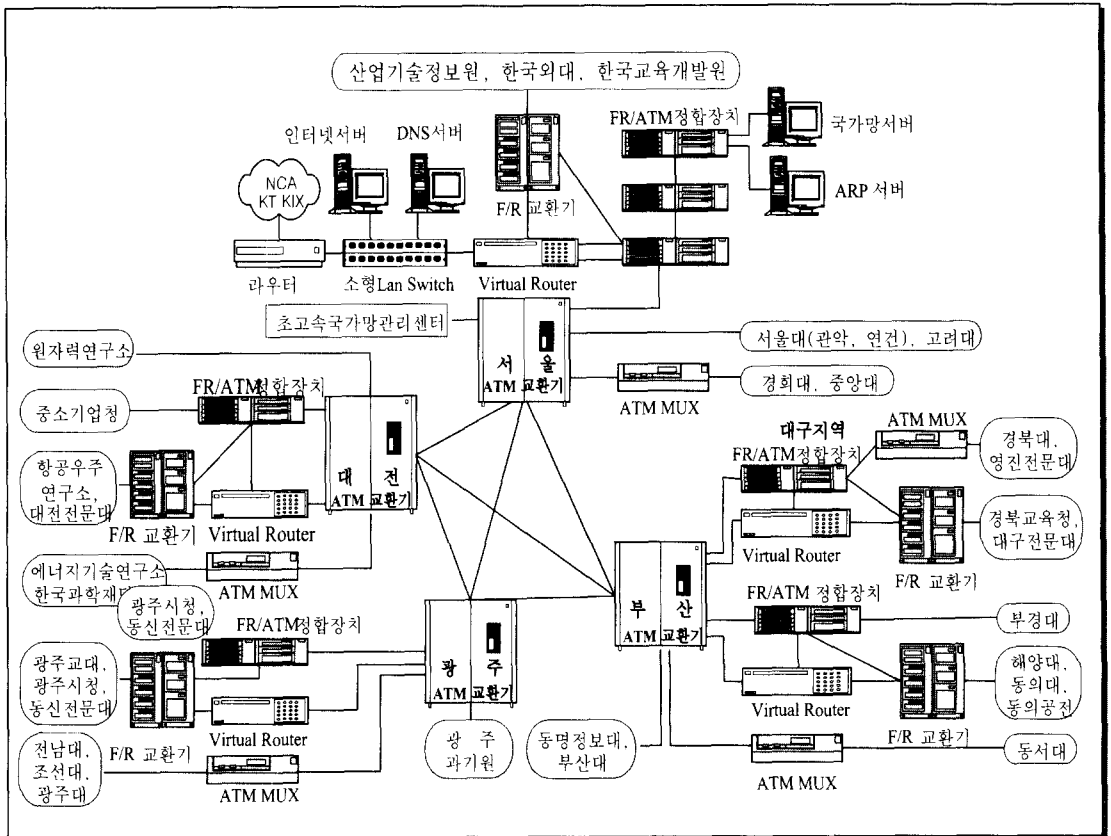 산업기술정보원, 한국외대, 한국교육개발원
인터넷서버
DNS서버
FR/ATM정합장치
국가망서버
NCA
KT KIX
F/R 교환기
ARP 서버
라우터
소형Lan Switch
Virtual Router
초고속국가망관리센터
서 울
ATM 교환기
서울대(관악, 연건), 고려대
ATM MUX
경희대, 중앙대
원자력연구소
FR/ATM정합장치
중소기업청
대 전
ATM 교환기
항공우주
연구소,
대전전문대
F/R 교환기
Virtual Router
에너지기술연구소
한국과학재단
ATM MUX
대구지역
FR/ATM정합장치
ATM MUX
경북대,
영진전문대
Virtual Router
F/R 교환기
경북교육청,
대구전문대
부 산
ATM 교환기
FR/ATM 정합장치
부경대
Virtual Router
F/R 교환기
해양대,
동의대,
동의공전
ATM MUX
동서대
동명정보대,
부산대
광주시청,
동신전문대
FR/ATM정합장치
광 주
ATM 교환기
광주교대,
광주시청,
동신전문대
F/R 교환기
Virtual Router
전남대,
조선대,
광주대
ATM MUX
광 주
과기원